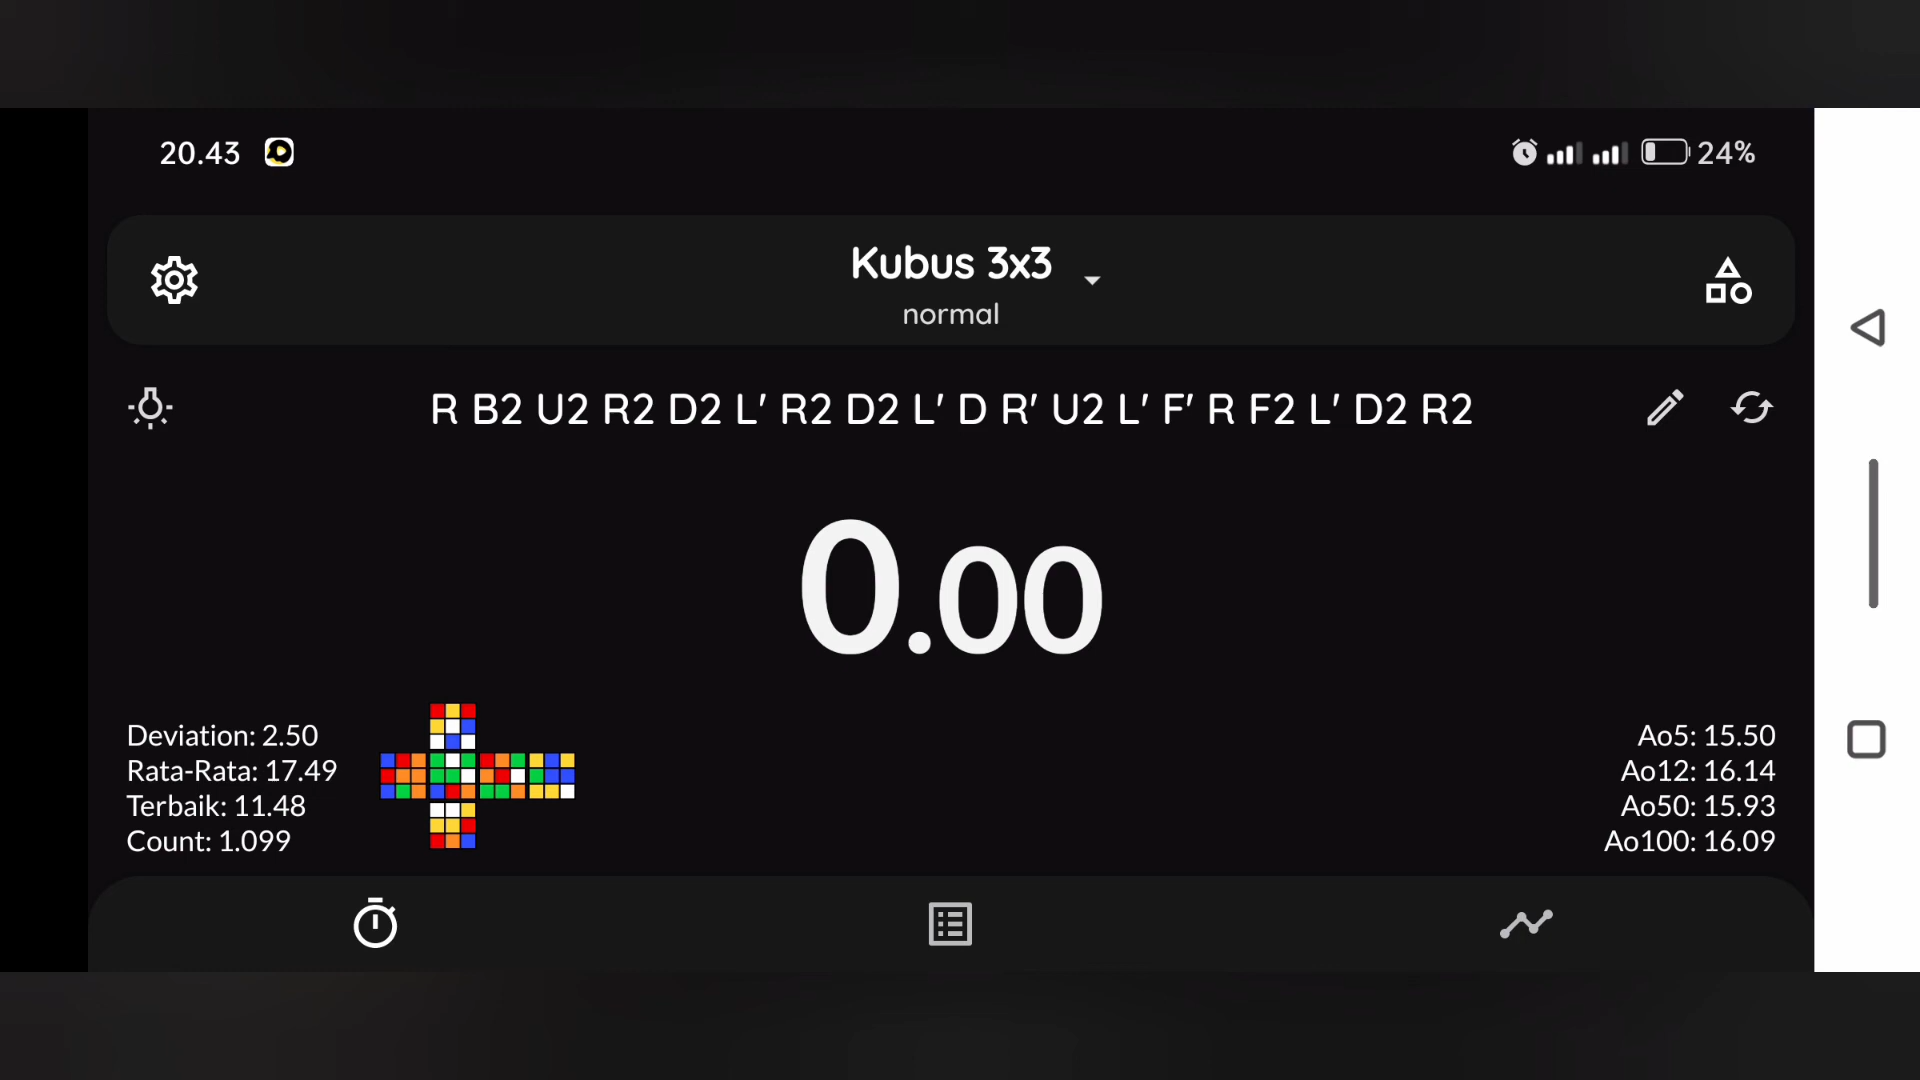 20.43
24%
Kubus 3x3
normal
R B2 U2 R2 D2 L' R2 D2 L' D R' U2 L' F' R F2 L' D2 R2
0.00
Deviation: 2.50
Rata-Rata: 17.49
Terbaik: 11.48
Count: 1.099
Ao5: 15.50
Ao12: 16.14
Ao50: 15.93
Ao100: 16.09